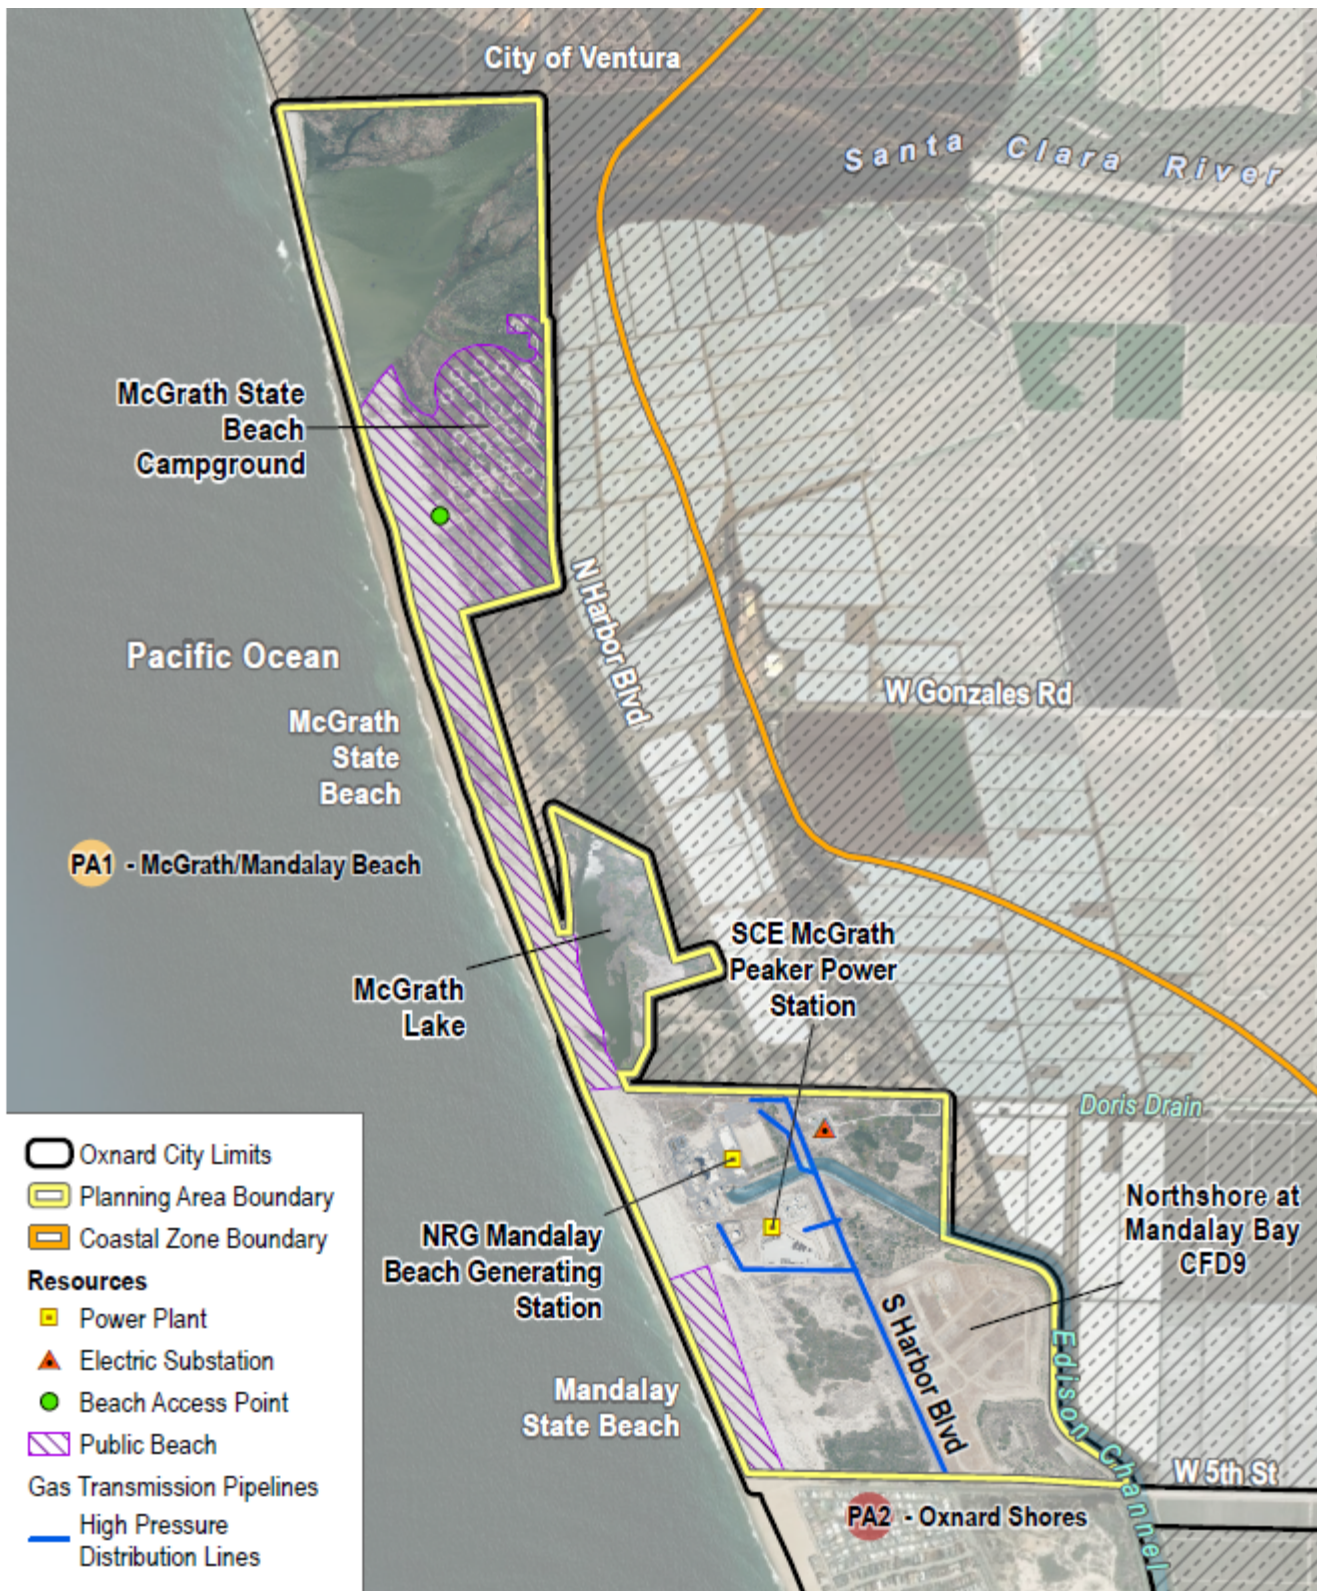 City of Ventura
Santa Clara River
McGrath State
Beach
Campground
N Harbor Blvd
Pacific Ocean
W Gonzales Rd
McGrath
State
Beach
PA1 - McGrath/Mandalay Beach
SCE McGrath
Peaker Power
Station
McGrath
Lake
Doris Drain
Oxnard City Limits
Planning Area Boundary
Coastal Zone Boundary
Resources
Power Plant
Electric Substation
Beach Access Point
Public Beach
Gas Transmission Pipelines
High Pressure
Distribution Lines
NRG Mandalay
Beach Generating
Station
Northshore at
Mandalay Bay
CFD9
S Harbor Blvd
Edison Channel
Mandalay
State Beach
W 5th St
PA2 - Oxnard Shores